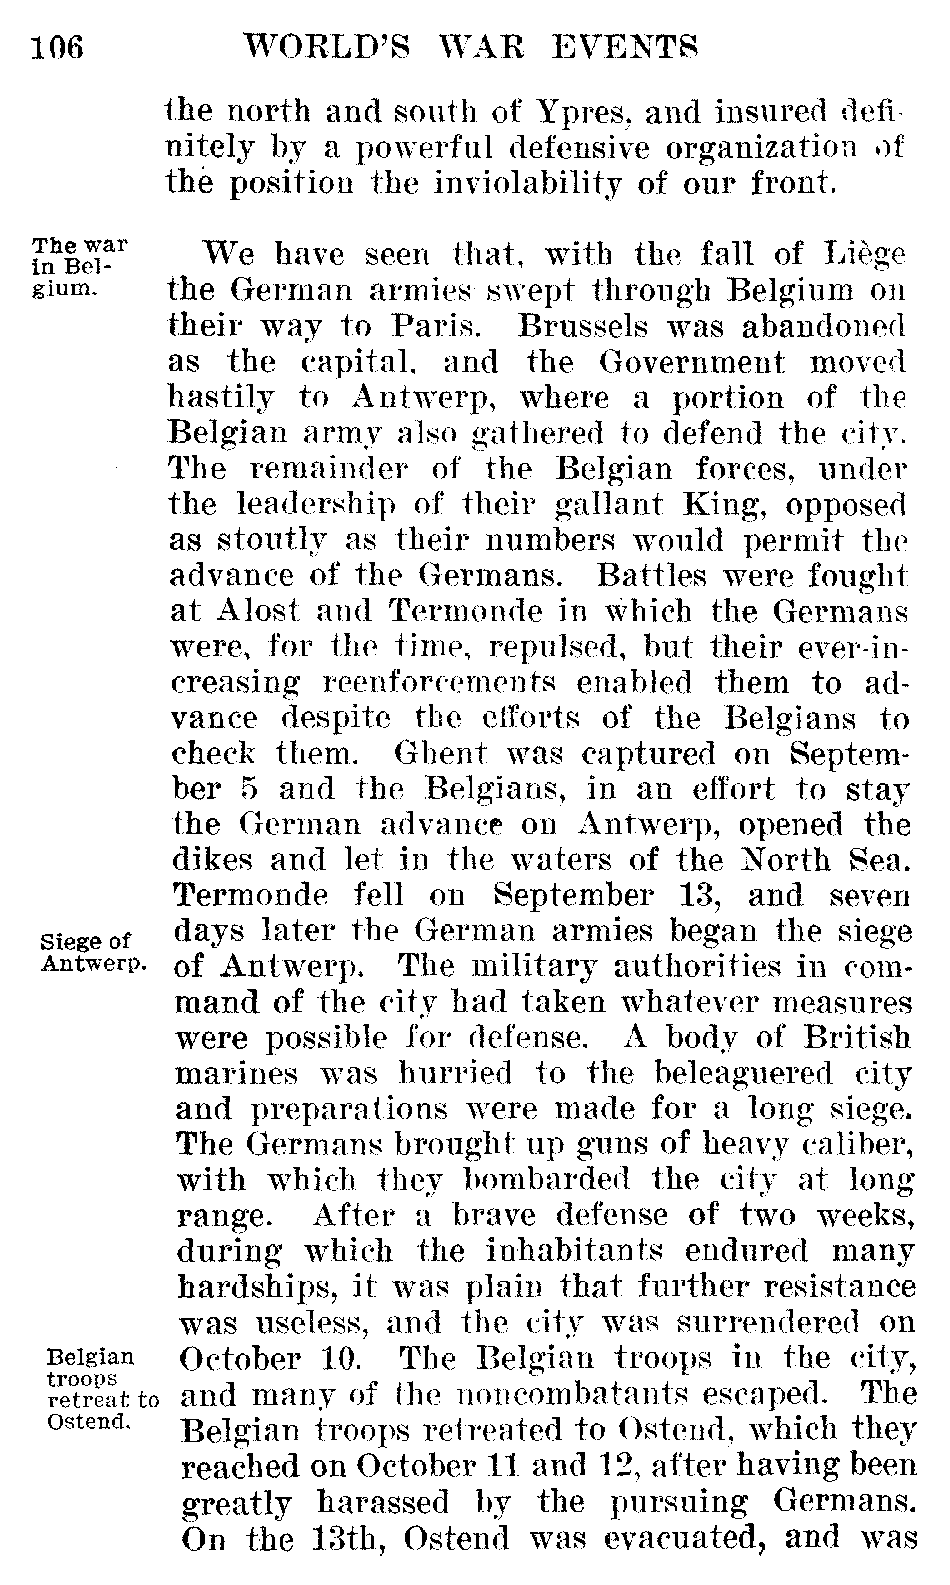 106 WORLD'S WAR EVENTS
the north and south of Ypres, and insured defi-
nitely by a powerful defensive organization of
the position the inviolability of our front.
The war
in Bel-
gium.
We have seen that, with the fall of Liège
the German armies swept through Belgium on
their way to Paris. Brussels was abandoned
as the capital, and the Government moved
hastily to Antwerp, where a portion of the
Belgian army also gathered to defend the city.
The remainder of the Belgian forces, under
the leadership of their gallant King, opposed
as stoutly as their numbers would permit the
advance of the Germans. Battles were fought
at Alost and Termonde in which the Germans
were, for the time, repulsed, but their ever-in-
creasing reenforcements enabled them to ad-
vance despite the efforts of the Belgians to
check them. Ghent was captured on Septem-
ber 5 and the Belgians, in an effort to stay
the German advance on Antwerp, opened the
dikes and let in the waters of the North Sea.
Termonde fell on September 13, and seven
Siege of
Antwerp.
days later the German armies began the siege
of Antwerp. The military authorities in com-
mand of the city had taken whatever measures
were possible for defense. A body of British
marines was hurried to the beleaguered city
and preparations were made for a long siege.
The Germans brought up guns of heavy caliber,
with which they bombarded the city at long
range. After a brave defense of two weeks,
during which the inhabitants endured many
hardships, it was plain that further resistance
was useless, and the city was surrendered on
Belgian
troops
retreat to
Ostend.
October 10. The Belgian troops in the city,
and many of the noncombatants escaped. The
Belgian troops retreated to Ostend, which they
reached on October 11 and 12, after having been
greatly harassed by the pursuing Germans.
On the 13th, Ostend was evacuated, and was